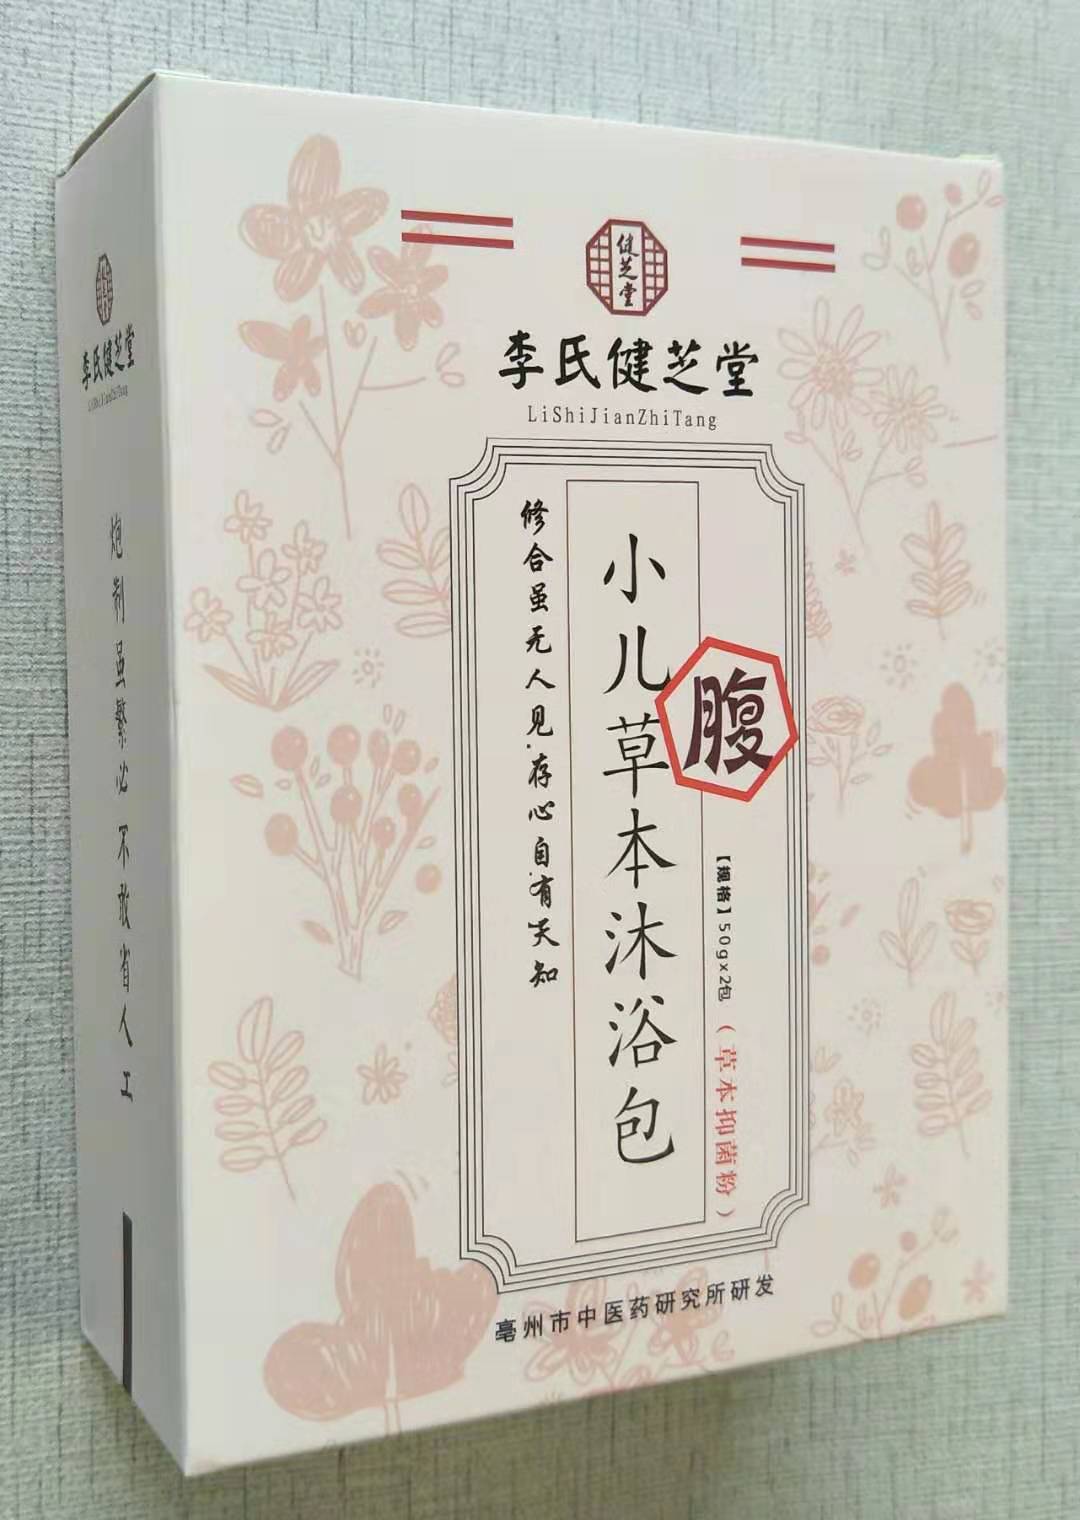 健芝堂
李氏健芝堂
LiShiJianZhiTang
修合虽无人见.存心自有天知
小儿草本沐浴包
腹
【规格】50g×2包
(草本抑菌粉)
亳州市中医药研究所研发
李氏健芝堂
LiShiJianZhiTang
炮制虽繁必不敢省人工